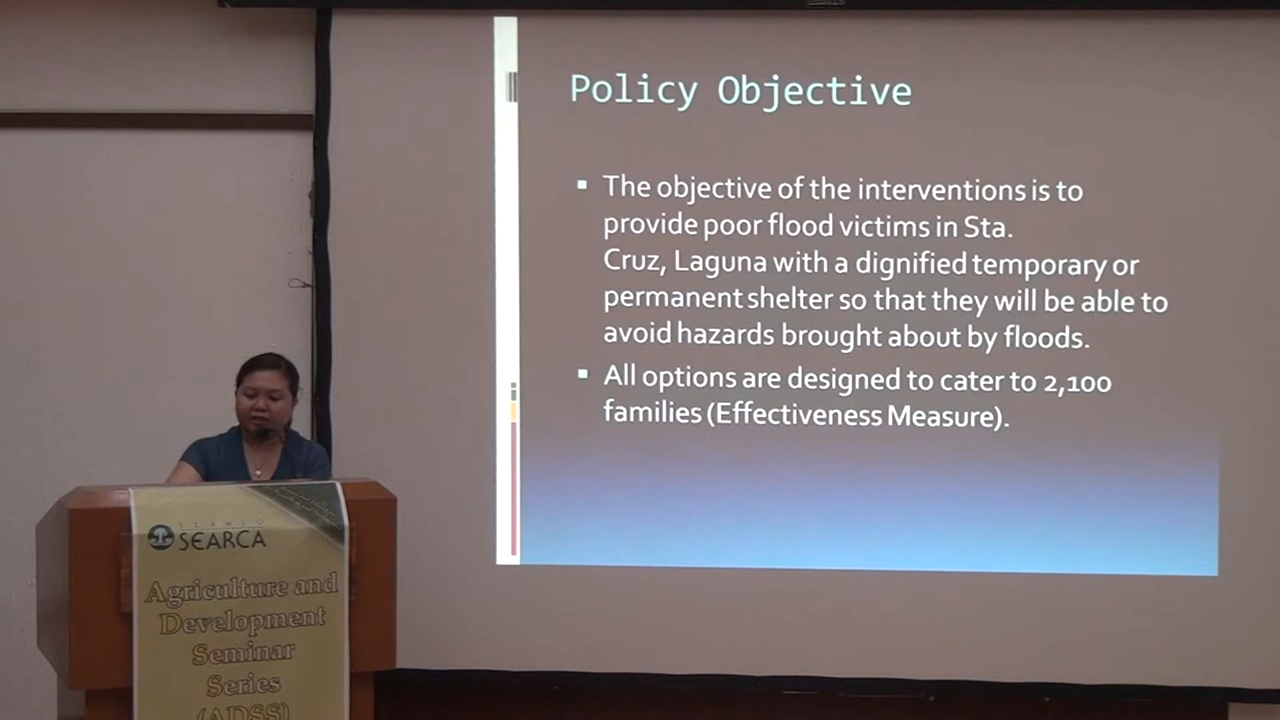 Policy Objective
The objective of the interventions is to
provide poor flood victims in Sta.
Cruz, Laguna with a dignified temporary or
permanent shelter so that they will be able to
avoid hazards brought about by floods.
All options are designed to cater to 2,100
families (Effectiveness Measure).
SEAMEO
SEARCA
Agriculture and
Development
Seminar
Series
(ADSS)